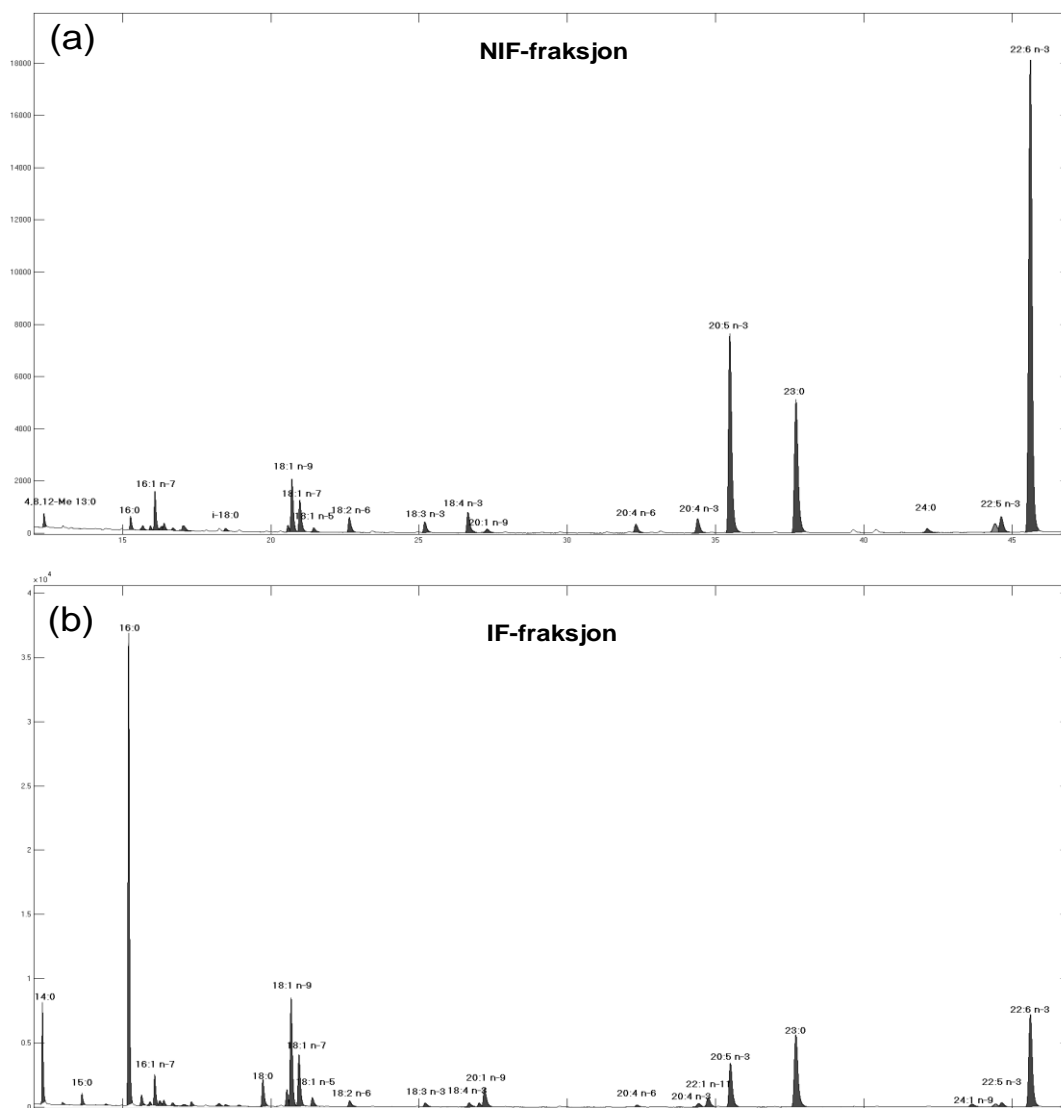 (a)
NIF-fraksjon
22:6 n-3
18000
16000
14000
12000
10000
8000
20:5 n-3
6000
23:0
4000
18:1 n-9
2000
4,8,12-Me 13:0
16:1 n-7
18:1 n-7
18:4 n-3
16:0
i-18:0
18:1 n-5
18:2 n-6
18:3 n-3
20:1 n-9
20:4 n-6
20:4 n-3
24:0
22:5 n-3
0
15 20 25 30 35 40 45
×10⁴
4
(b)
IF-fraksjon
16:0
3.5
3
2.5
2
1.5
1
14:0
18:1 n-9
22:6 n-3
23:0
0.5
18:1 n-7
20:5 n-3
16:1 n-7
15:0
18:0
18:1 n-5
20:1 n-9
18:2 n-6
18:3 n-3
18:4 n-3
20:4 n-6
22:1 n-11
20:4 n-3
22:5 n-3
24:1 n-9
0